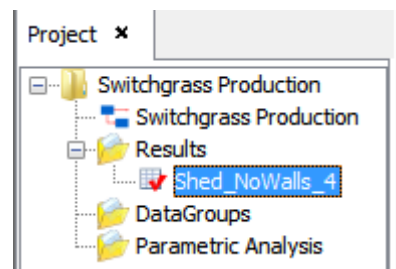 Project
Switchgrass Production
Switchgrass Production
Results
Shed_NoWalls_4
DataGroups
Parametric Analysis